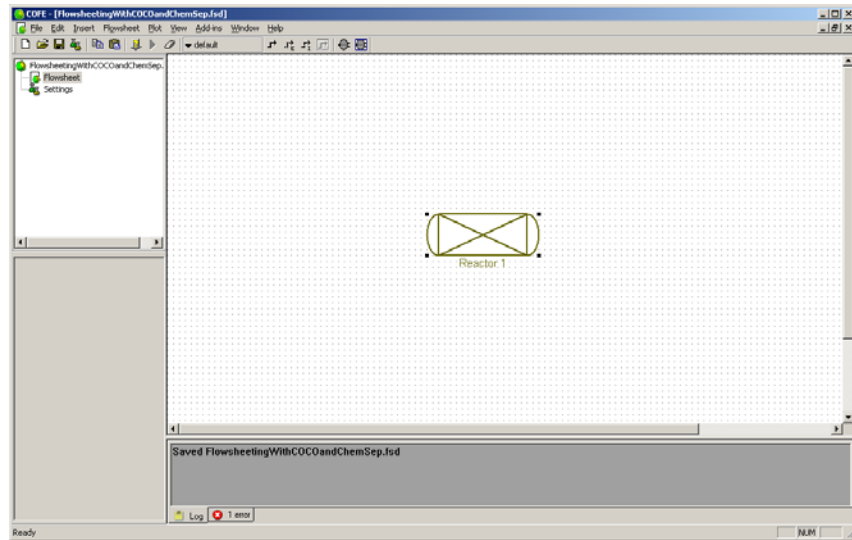 COFE - [FlowsheetingWithCOCOandChemSep.fsd]
File Edit Insert Flowsheet Plot View Add-ins Window Help
default
FlowsheetingWithCOCOandChemSep.
Flowsheet
Settings
Reactor 1
Saved FlowsheetingWithCOCOandChemSep.fsd
Log 1 error
Ready NUM